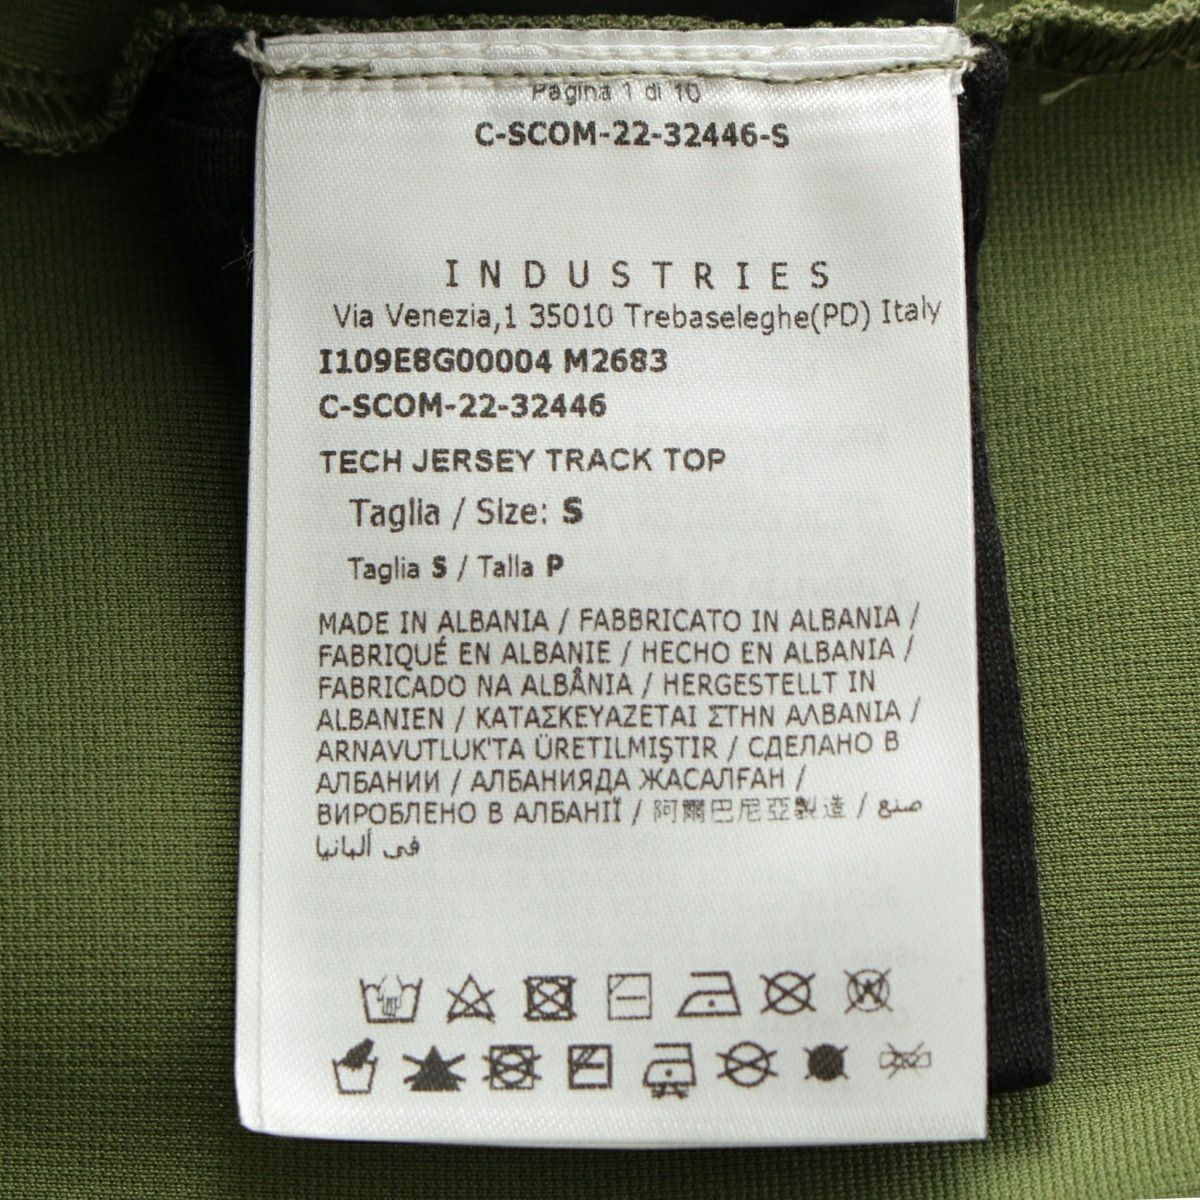 Pagina 1 di 10
C-SCOM-22-32446-S
INDUSTRIES
Via Venezia,1 35010 Trebaseleghe(PD) Italy
I109E8G00004 M2683
C-SCOM-22-32446
TECH JERSEY TRACK TOP
Taglia / Size: S
Taglia S / Talla P
MADE IN ALBANIA / FABBRICATO IN ALBANIA /
FABRIQUÉ EN ALBANIE / HECHO EN ALBANIA /
FABRICADO NA ALBÂNIA / HERGESTELLT IN
ALBANIEN / ΚΑΤΑΣΚΕΥΑΖΕΤΑΙ ΣΤΗΝ ΑΛΒΑΝΙΑ /
ARNAVUTLUK'TA ÜRETILMIŞTIR / СДЕЛАНО В
АЛБАНИИ / АЛБАНИЯДА ЖАСАЛҒАН /
ВИРОБЛЕНО В АЛБАНІЇ / 阿爾巴尼亞製造 / صنع
في ألبانيا